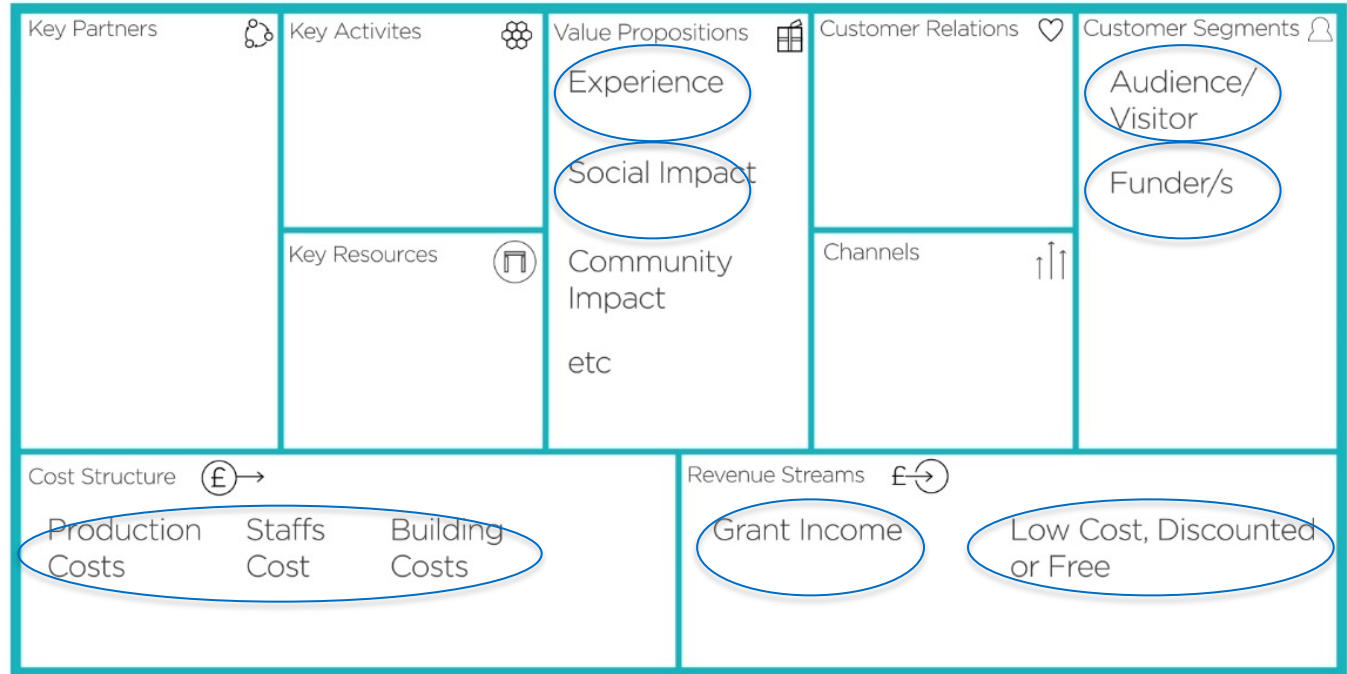 Key Partners
Key Activites
Value Propositions
Experience
Social Impact
Community
Impact
etc
Customer Relations
Customer Segments
Audience/
Visitor
Funder/s
Key Resources
Channels
Cost Structure
£
Production
Costs
Staffs
Cost
Building
Costs
Revenue Streams
£
Grant Income
Low Cost, Discounted
or Free